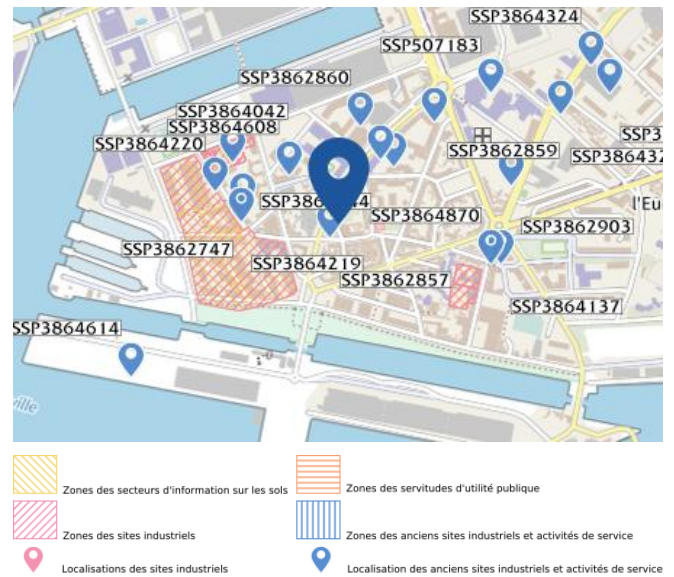 SSP3864324
SSP507183
SSP3862860
SSP3864042
SSP3864608
SSP3864220
SSP3862859
l'Eu
SSP3864870
SSP3862903
SSP3862747
SSP3864219
SSP3862857
SSP3864137
SSP3864614
ville
Zones des secteurs d'information sur les sols
Zones des servitudes d'utilité publique
Zones des sites industriels
Zones des anciens sites industriels et activités de service
Localisations des sites industriels
Localisation des anciens sites industriels et activités de service